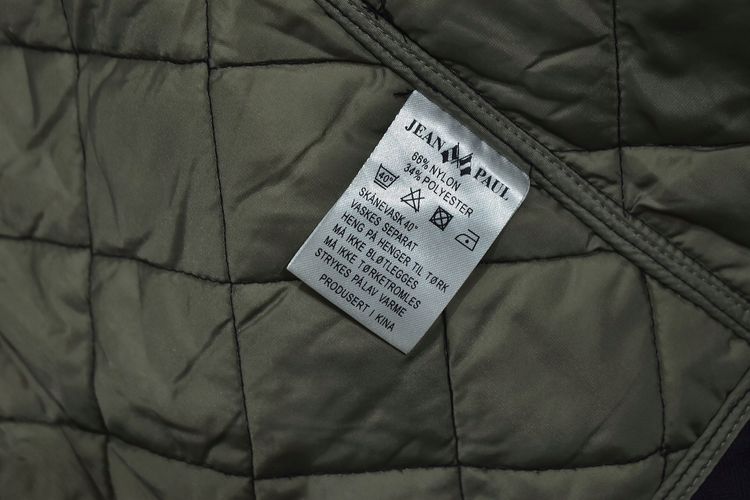 JEAN PAUL
66% NYLON
34% POLYESTER
40°
SKÅNEVASK 40°
VASKES SEPARAT
HENG PÅ HENGER TIL TØRK
MÅ IKKE BLØTLEGGES
MÅ IKKE TØRKETROMLES
STRYKES PÅ LAV VARME
PRODUSERT I KINA